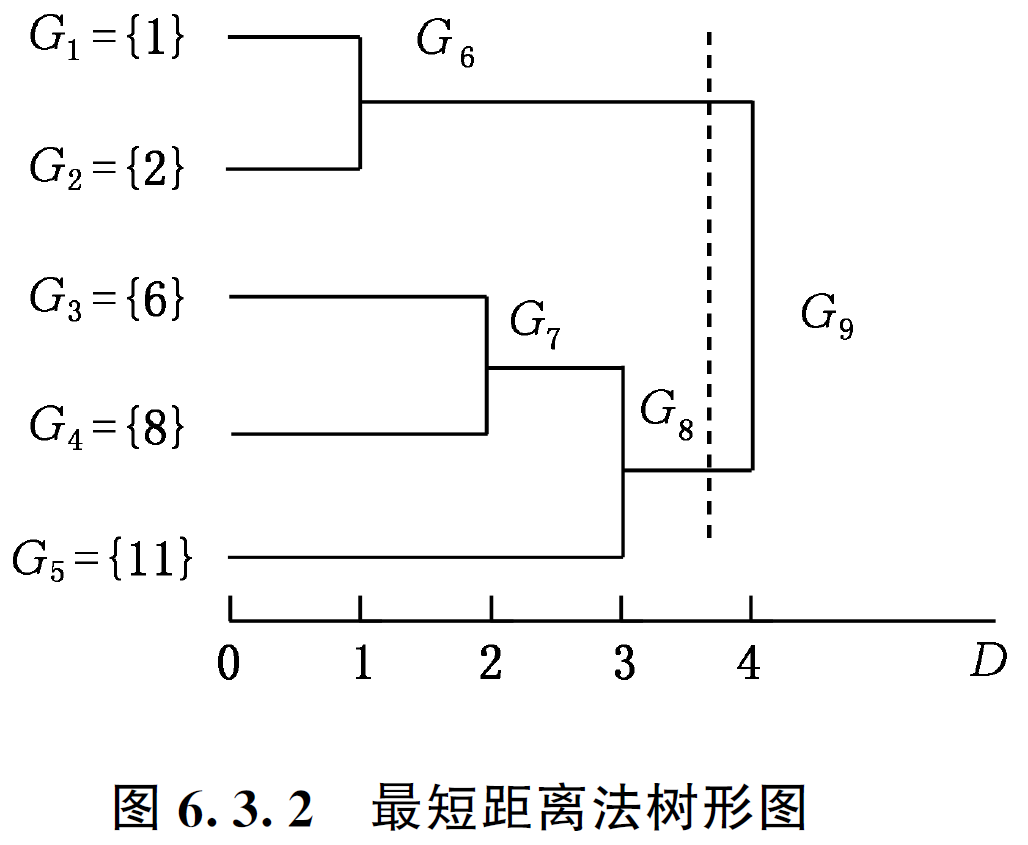 G₁={1}
G₆
G₂={2}
G₃={6}
G₇
G₉
G₄={8}
G₈
G₅={11}
0 1 2 3 4 D
图 6.3.2 最短距离法树形图